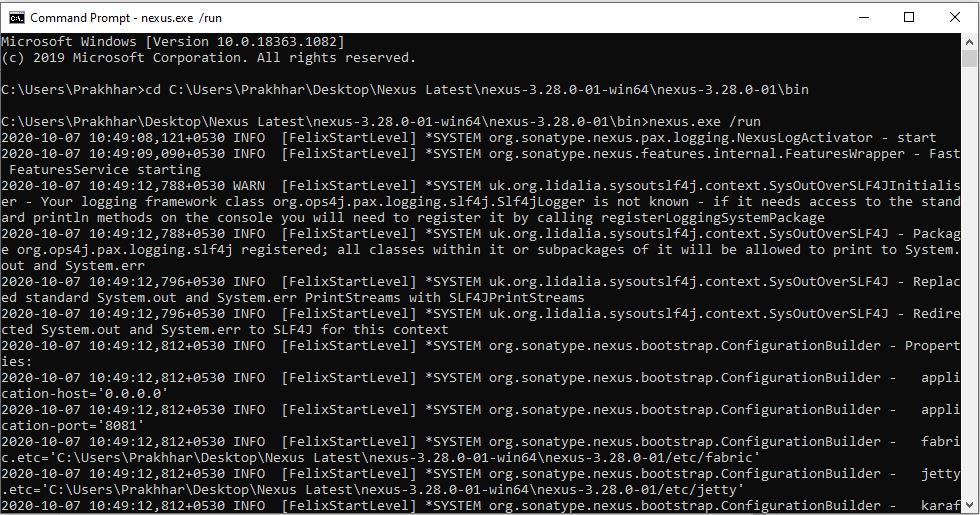 Command Prompt - nexus.exe /run
Microsoft Windows [Version 10.0.18363.1082]
(c) 2019 Microsoft Corporation. All rights reserved.
C:\Users\Prakhhar>cd C:\Users\Prakhhar\Desktop\Nexus Latest\nexus-3.28.0-01-win64\nexus-3.28.0-01\bin
C:\Users\Prakhhar\Desktop\Nexus Latest\nexus-3.28.0-01-win64\nexus-3.28.0-01\bin>nexus.exe /run
2020-10-07 10:49:08,121+0530 INFO  [FelixStartLevel] *SYSTEM org.sonatype.nexus.pax.logging.NexusLogActivator - start
2020-10-07 10:49:09,090+0530 INFO  [FelixStartLevel] *SYSTEM org.sonatype.nexus.features.internal.FeaturesWrapper - Fast
 FeaturesService starting
2020-10-07 10:49:12,788+0530 WARN  [FelixStartLevel] *SYSTEM uk.org.lidalia.sysoutslf4j.context.SysOutOverSLF4JInitialis
er - Your logging framework class org.ops4j.pax.logging.slf4j.Slf4jLogger is not known - if it needs access to the stand
ard println methods on the console you will need to register it by calling registerLoggingSystemPackage
2020-10-07 10:49:12,788+0530 INFO  [FelixStartLevel] *SYSTEM uk.org.lidalia.sysoutslf4j.context.SysOutOverSLF4J - Packag
e org.ops4j.pax.logging.slf4j registered; all classes within it or subpackages of it will be allowed to print to System.
out and System.err
2020-10-07 10:49:12,796+0530 INFO  [FelixStartLevel] *SYSTEM uk.org.lidalia.sysoutslf4j.context.SysOutOverSLF4J - Replac
ed standard System.out and System.err PrintStreams with SLF4JPrintStreams
2020-10-07 10:49:12,796+0530 INFO  [FelixStartLevel] *SYSTEM uk.org.lidalia.sysoutslf4j.context.SysOutOverSLF4J - Redire
cted System.out and System.err to SLF4J for this context
2020-10-07 10:49:12,812+0530 INFO  [FelixStartLevel] *SYSTEM org.sonatype.nexus.bootstrap.ConfigurationBuilder - Propert
ies:
2020-10-07 10:49:12,812+0530 INFO  [FelixStartLevel] *SYSTEM org.sonatype.nexus.bootstrap.ConfigurationBuilder -   appli
cation-host='0.0.0.0'
2020-10-07 10:49:12,812+0530 INFO  [FelixStartLevel] *SYSTEM org.sonatype.nexus.bootstrap.ConfigurationBuilder -   appli
cation-port='8081'
2020-10-07 10:49:12,812+0530 INFO  [FelixStartLevel] *SYSTEM org.sonatype.nexus.bootstrap.ConfigurationBuilder -   fabri
c.etc='C:\Users\Prakhhar\Desktop\Nexus Latest\nexus-3.28.0-01-win64\nexus-3.28.0-01/etc/fabric'
2020-10-07 10:49:12,812+0530 INFO  [FelixStartLevel] *SYSTEM org.sonatype.nexus.bootstrap.ConfigurationBuilder -   jetty
.etc='C:\Users\Prakhhar\Desktop\Nexus Latest\nexus-3.28.0-01-win64\nexus-3.28.0-01/etc/jetty'
2020-10-07 10:49:12,812+0530 INFO  [FelixStartLevel] *SYSTEM org.sonatype.nexus.bootstrap.ConfigurationBuilder -   karaf